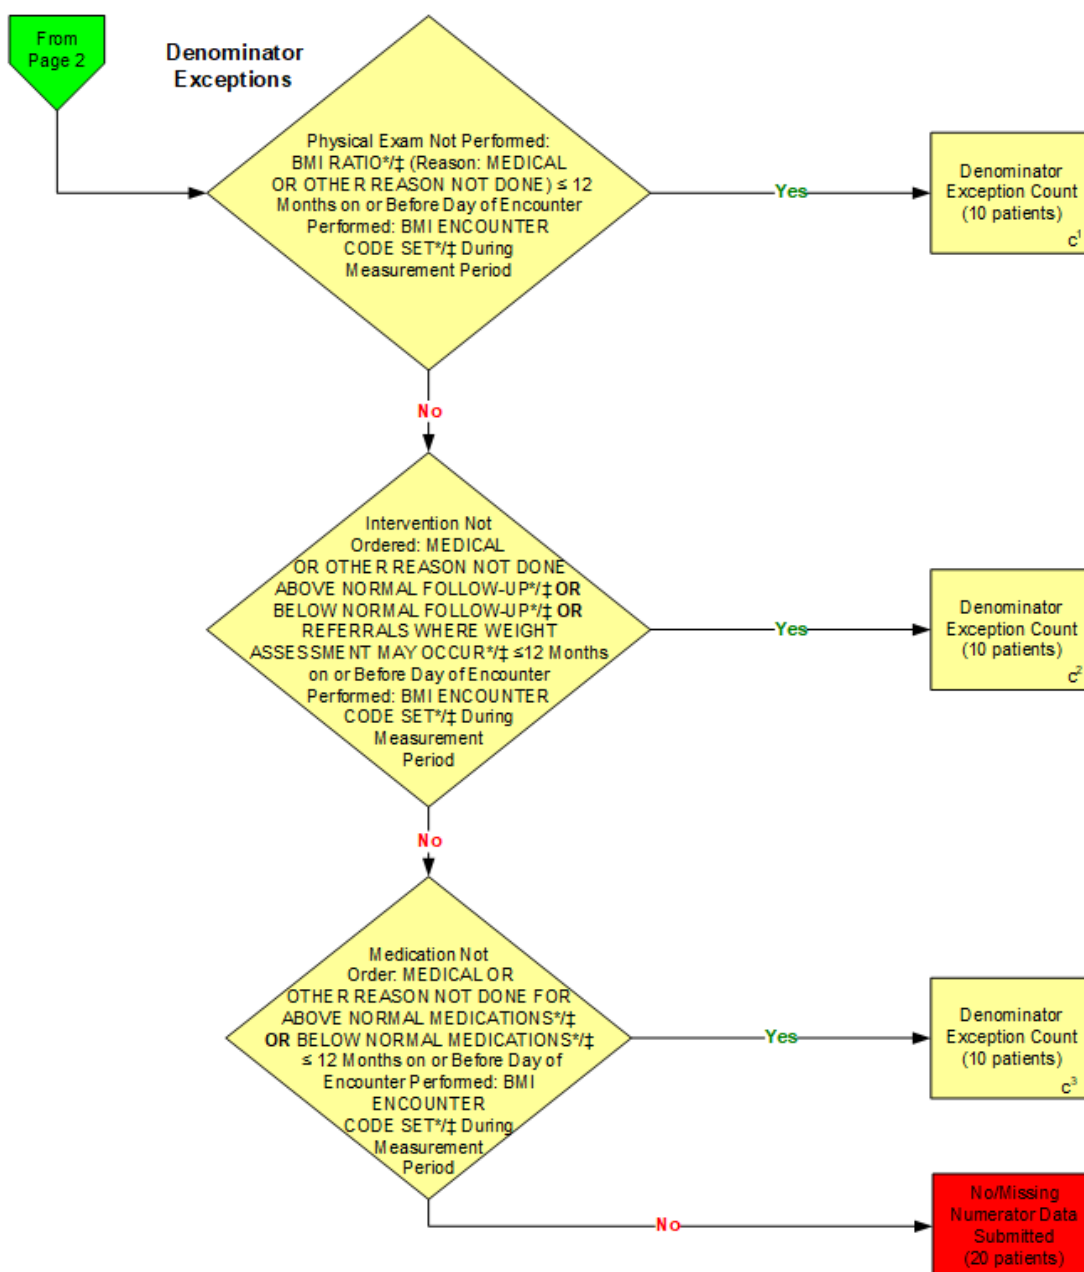 From
Page 2
Denominator
Exceptions
Physical Exam Not Performed:
BMI RATIO*/‡ (Reason: MEDICAL
OR OTHER REASON NOT DONE) ≤ 12
Months on or Before Day of Encounter
Performed: BMI ENCOUNTER
CODE SET*/‡ During
Measurement Period
Yes
Denominator
Exception Count
(10 patients)
c¹
No
Intervention Not
Ordered: MEDICAL
OR OTHER REASON NOT DONE
ABOVE NORMAL FOLLOW-UP*/‡ OR
BELOW NORMAL FOLLOW-UP*/‡ OR
REFERRALS WHERE WEIGHT
ASSESSMENT MAY OCCUR*/‡ ≤12 Months
on or Before Day of Encounter
Performed: BMI ENCOUNTER
CODE SET*/‡ During
Measurement
Period
Yes
Denominator
Exception Count
(10 patients)
c²
No
Medication Not
Order: MEDICAL OR
OTHER REASON NOT DONE FOR
ABOVE NORMAL MEDICATIONS*/‡
OR BELOW NORMAL MEDICATIONS*/‡
≤ 12 Months on or Before Day of
Encounter Performed: BMI
ENCOUNTER
CODE SET*/‡ During
Measurement
Period
Yes
Denominator
Exception Count
(10 patients)
c³
No
No/Missing
Numerator Data
Submitted
(20 patients)